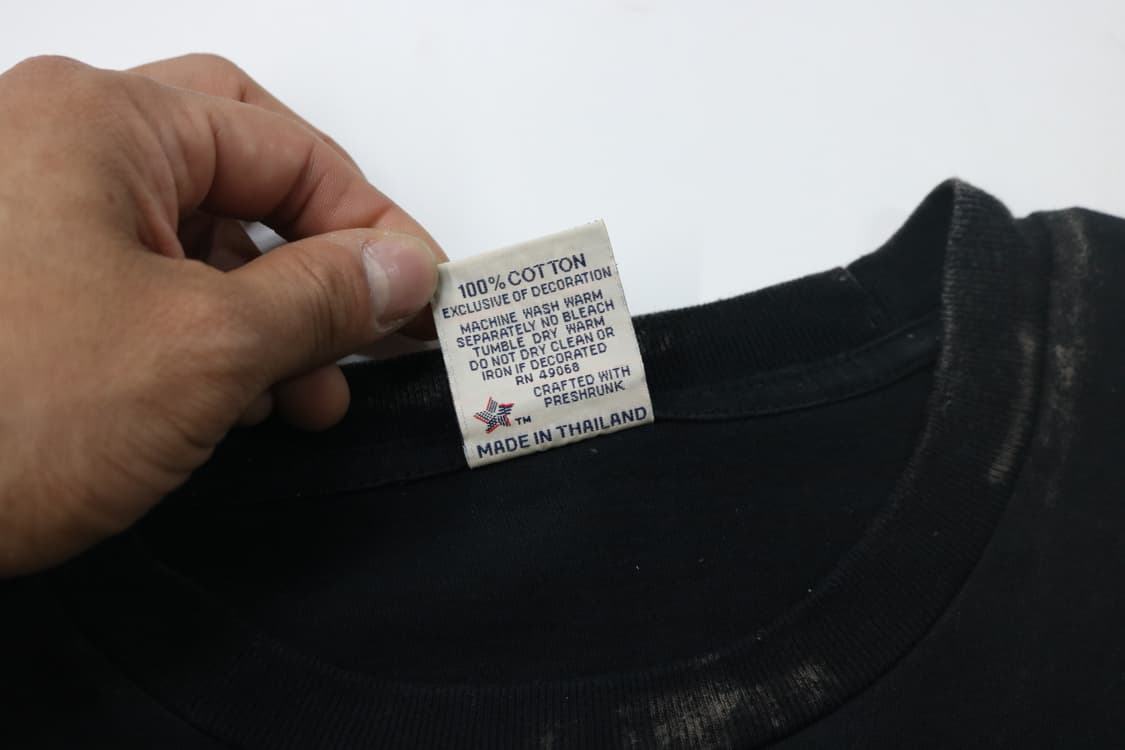 100% COTTON
EXCLUSIVE OF DECORATION
MACHINE WASH WARM
SEPARATELY NO BLEACH
TUMBLE DRY WARM
DO NOT DRY CLEAN OR
IRON IF DECORATED
RN 49068
CRAFTED WITH
PRESHRUNK
TM
MADE IN THAILAND